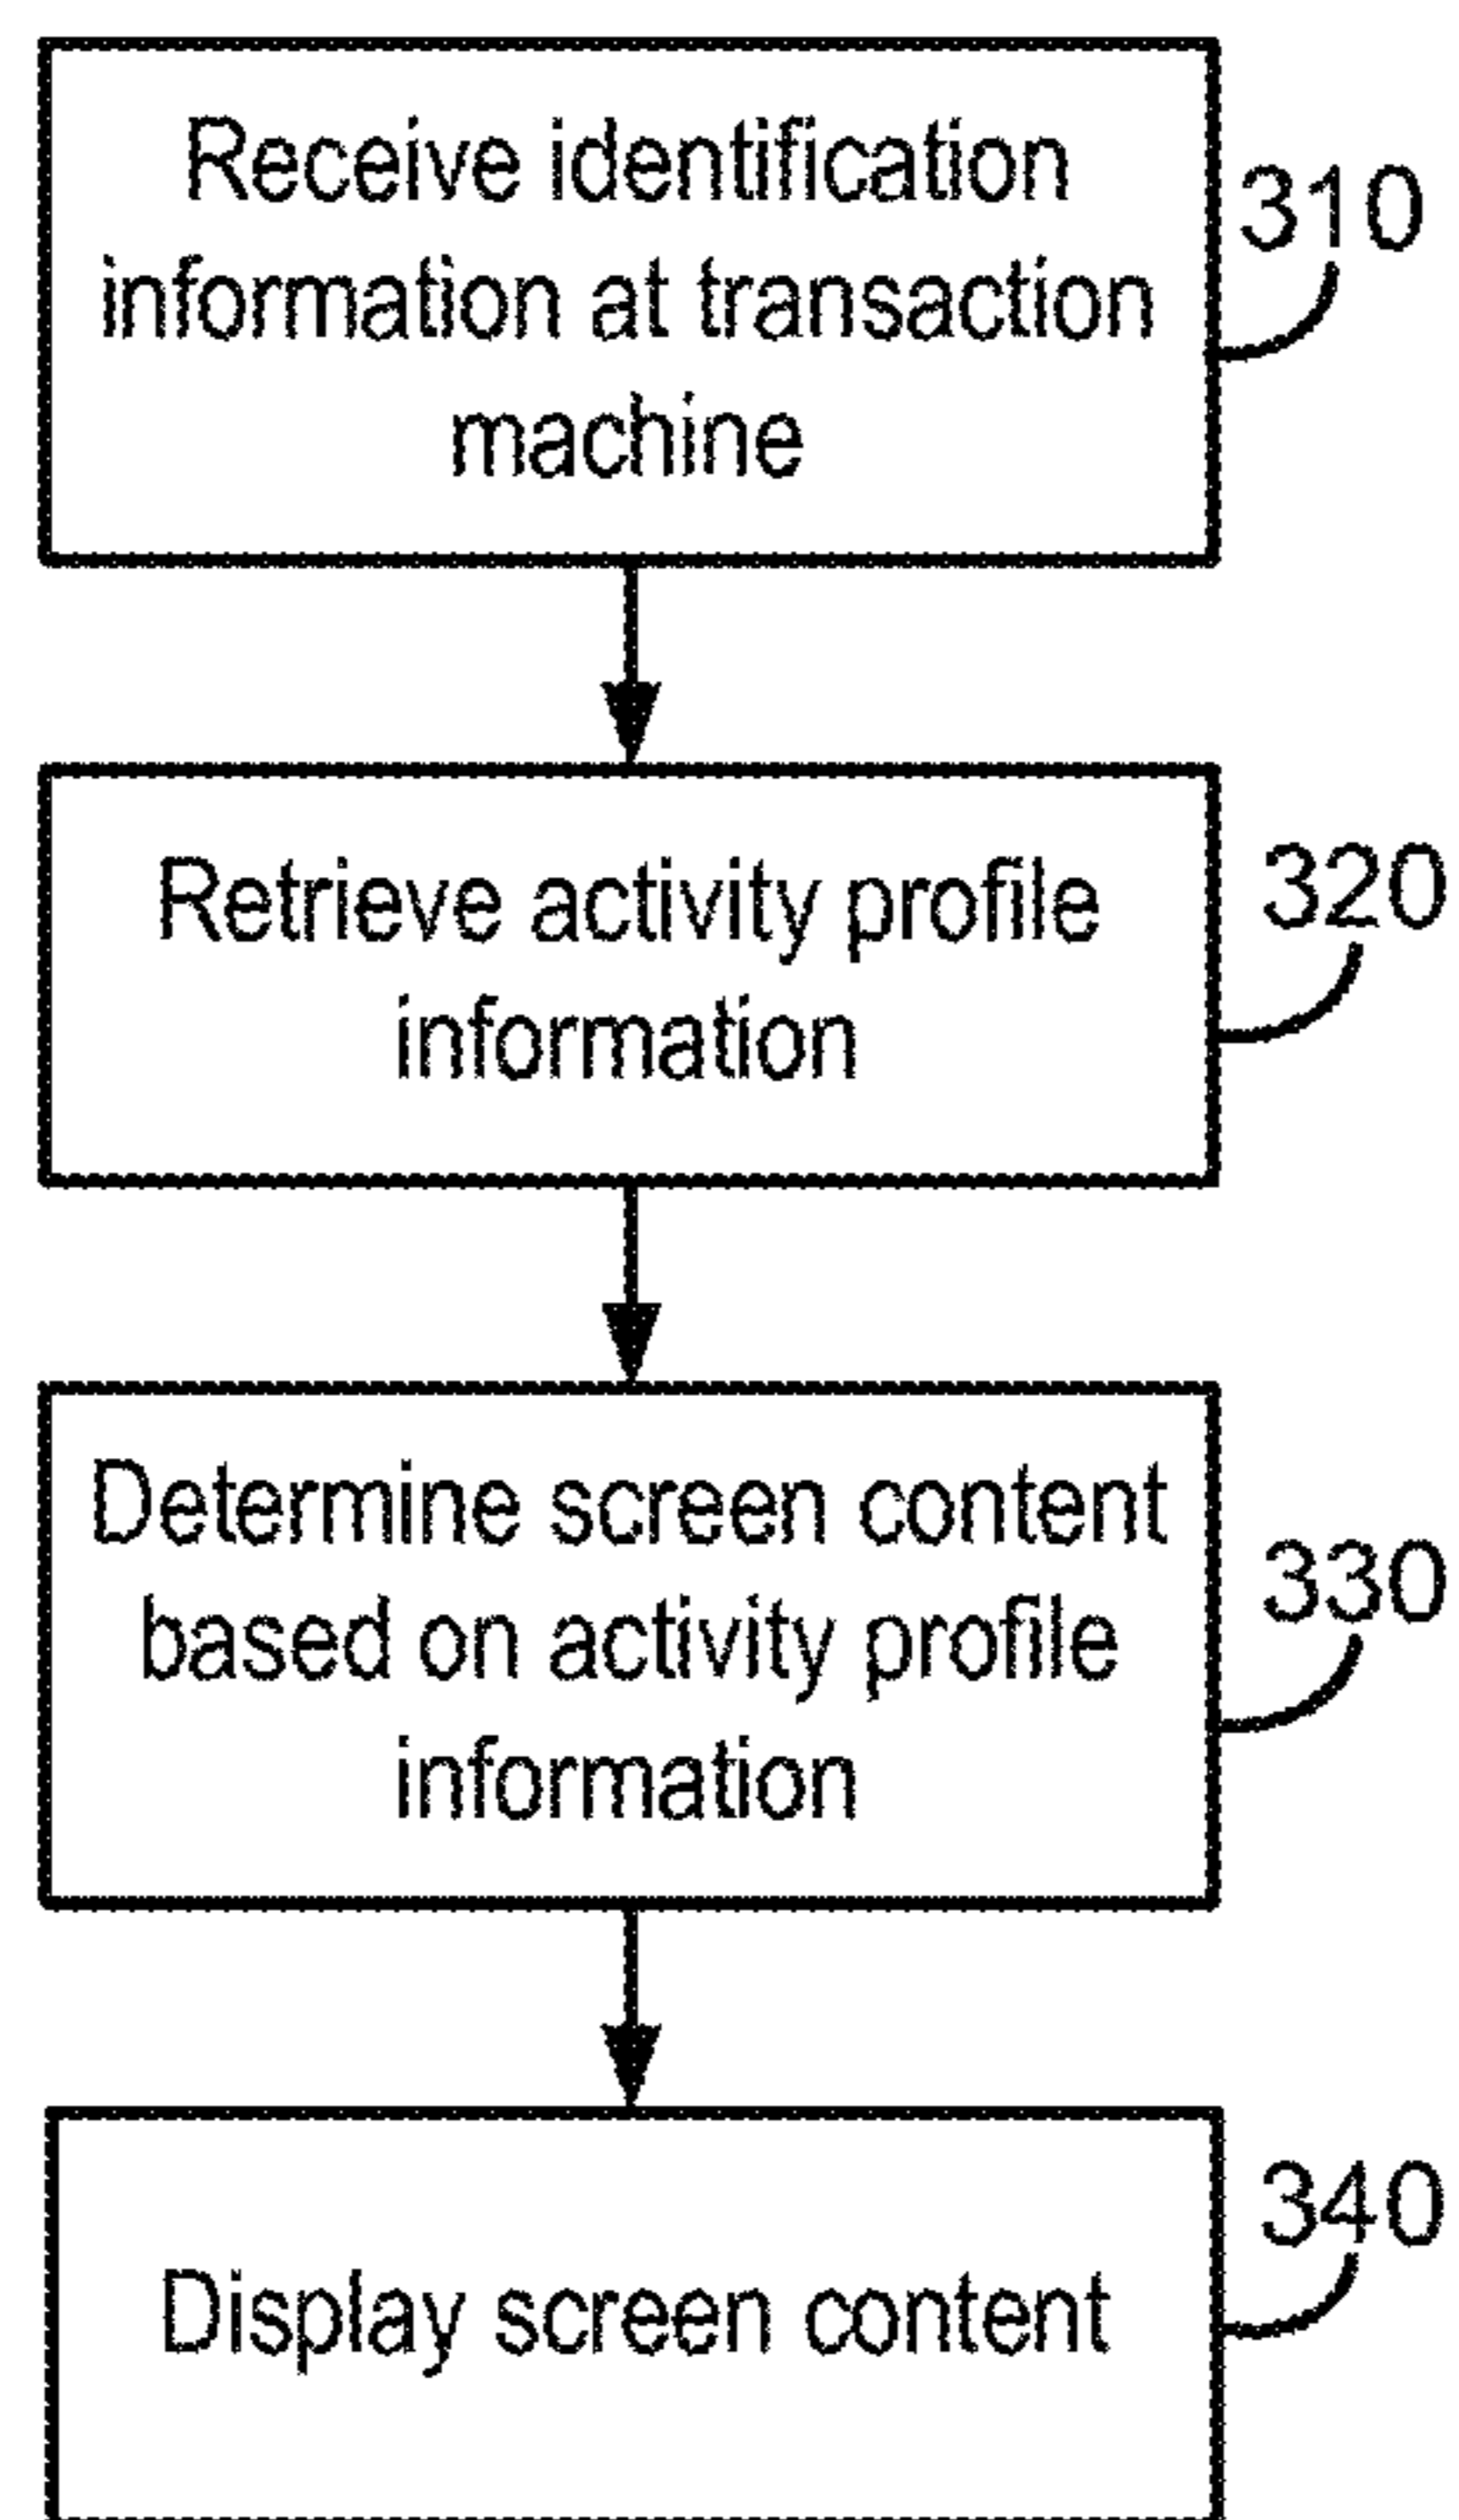 Receive identification
information at transaction
machine
310
Retrieve activity profile
information
320
Determine screen content
based on activity profile
information
330
Display screen content
340